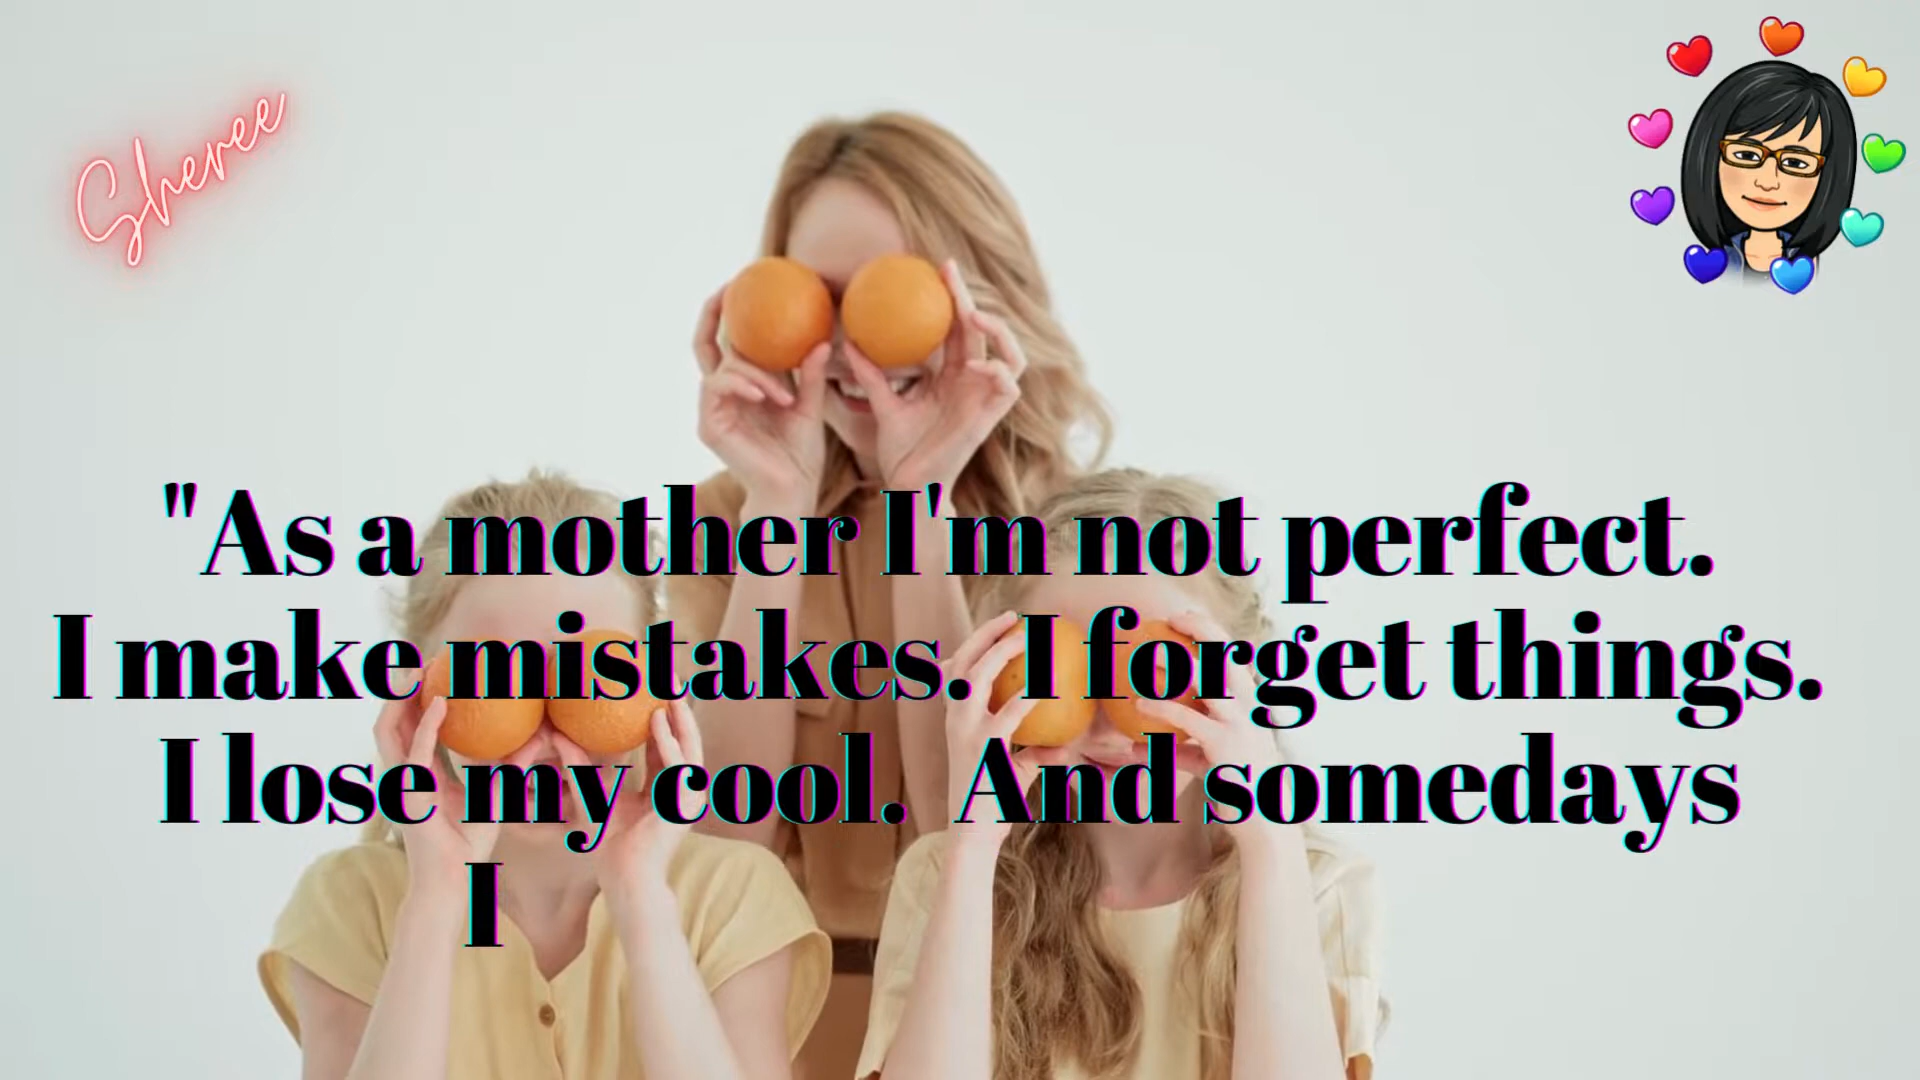 Sheree
"As a mother I'm not perfect.
I make mistakes.  I forget things.
I lose my cool.  And somedays
I